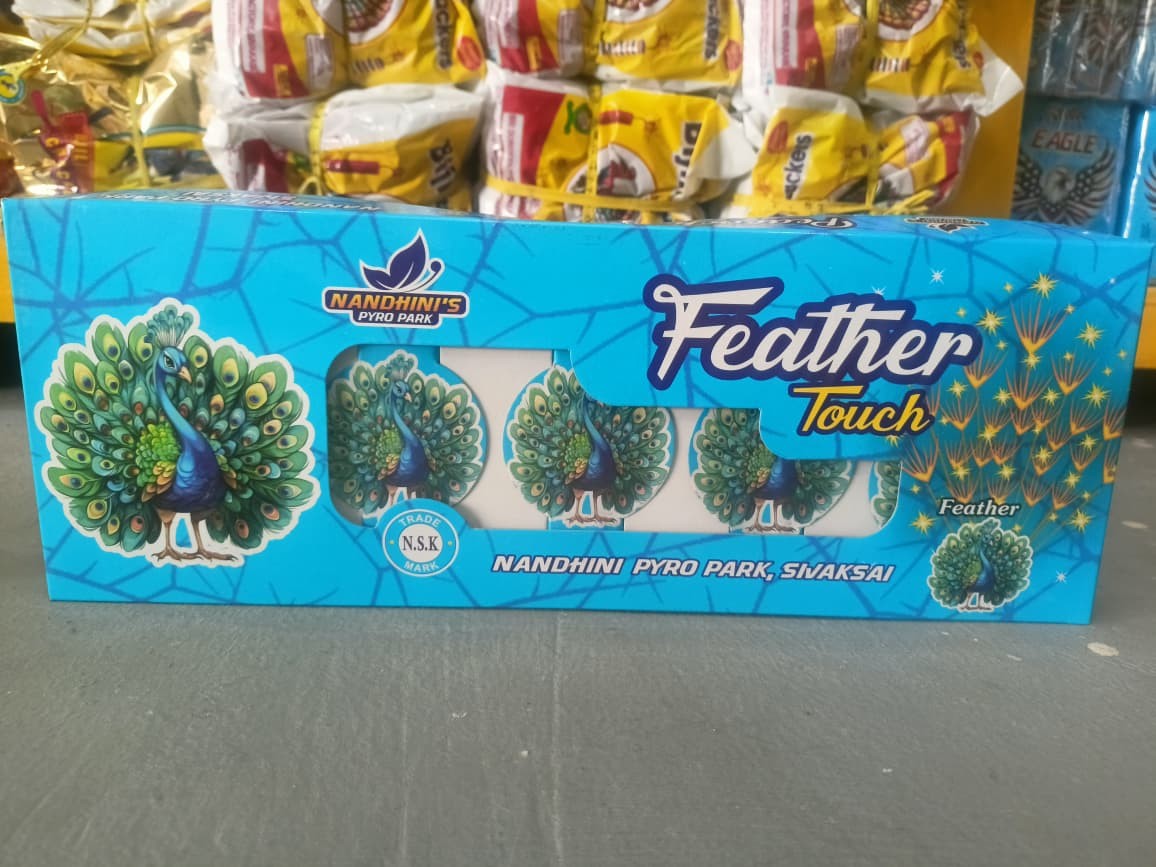 EAGLE
NANDHINI'S
PYRO PARK
Feather
Touch
Feather
TRADE
N.S.K
MARK
NANDHINI PYRO PARK, SIVAKSAI